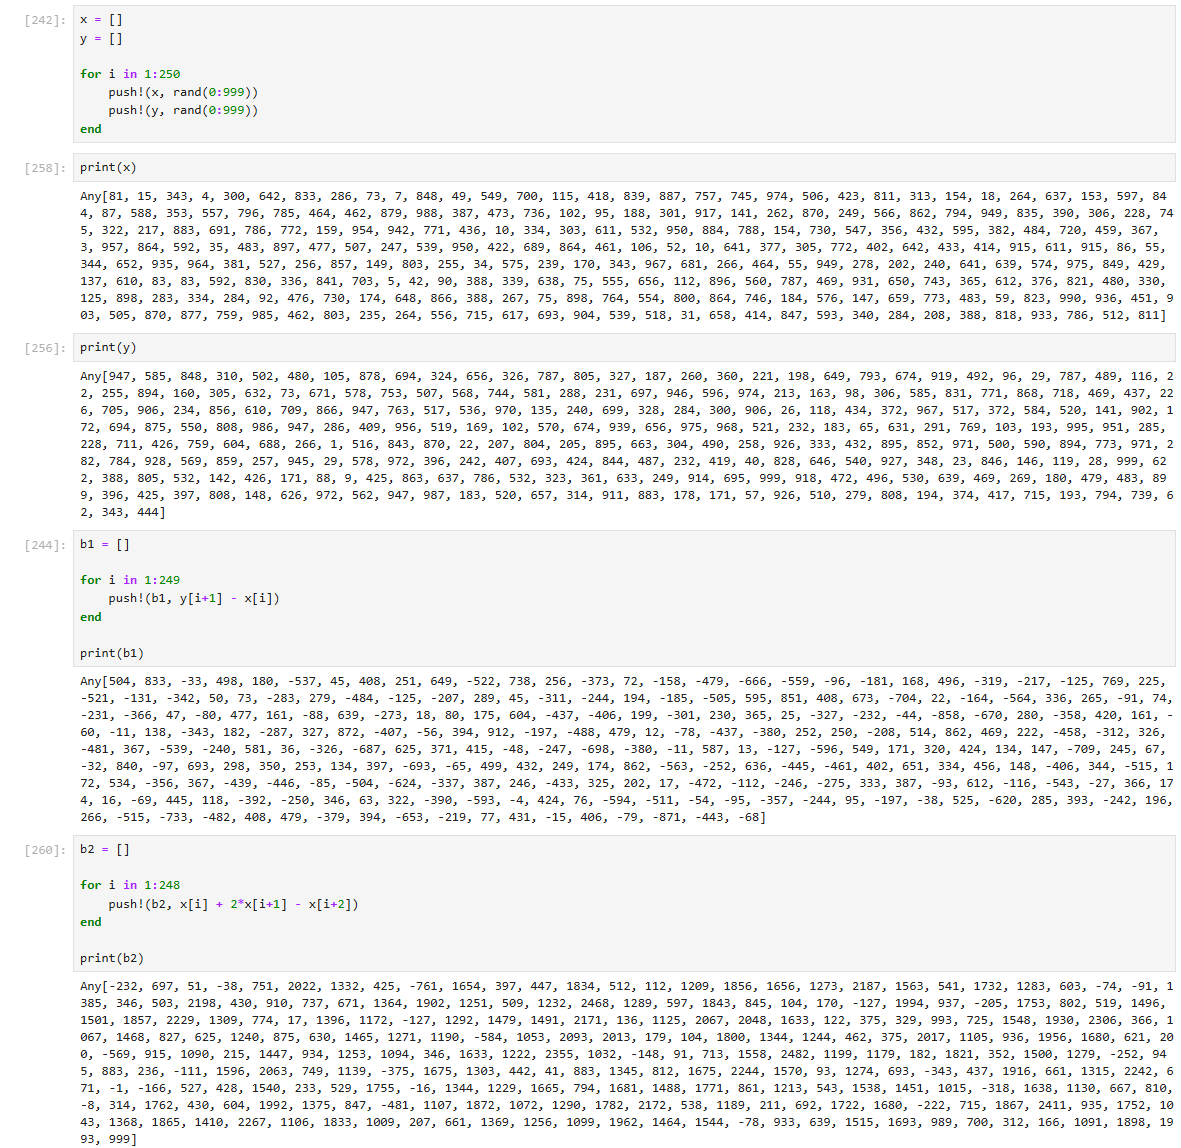 [242]:
x = []
y = []
for i in 1:250
push!(x, rand(0:999))
push!(y, rand(0:999))
end
[258]:
print(x)
Any[81, 15, 343, 4, 300, 642, 833, 286, 73, 7, 848, 49, 549, 700, 115, 418, 839, 887, 757, 745, 974, 506, 423, 811, 313, 154, 18, 264, 637, 153, 597, 84
4, 87, 588, 353, 557, 796, 785, 464, 462, 879, 988, 387, 473, 736, 102, 95, 188, 301, 917, 141, 262, 870, 249, 566, 862, 794, 949, 835, 390, 306, 228, 74
5, 322, 217, 883, 691, 786, 772, 159, 954, 942, 771, 436, 10, 334, 303, 611, 532, 950, 884, 788, 154, 730, 547, 356, 432, 595, 382, 484, 720, 459, 367,
3, 957, 864, 592, 35, 483, 897, 477, 507, 247, 539, 950, 422, 689, 864, 461, 106, 52, 10, 641, 377, 305, 772, 402, 642, 433, 414, 915, 611, 915, 86, 55,
344, 652, 935, 964, 381, 527, 256, 857, 149, 803, 255, 34, 575, 239, 170, 343, 967, 681, 266, 464, 55, 949, 278, 202, 240, 641, 639, 574, 975, 849, 429,
137, 610, 83, 83, 592, 830, 336, 841, 703, 5, 42, 90, 388, 339, 638, 75, 555, 656, 112, 896, 560, 787, 469, 931, 650, 743, 365, 612, 376, 821, 480, 330,
125, 898, 283, 334, 284, 92, 476, 730, 174, 648, 866, 388, 267, 75, 898, 764, 554, 800, 864, 746, 184, 576, 147, 659, 773, 483, 59, 823, 990, 936, 451, 9
03, 505, 870, 877, 759, 985, 462, 803, 235, 264, 556, 715, 617, 693, 904, 539, 518, 31, 658, 414, 847, 593, 340, 284, 208, 388, 818, 933, 786, 512, 811]
[256]:
print(y)
Any[947, 585, 848, 310, 502, 480, 105, 878, 694, 324, 656, 326, 787, 805, 327, 187, 260, 360, 221, 198, 649, 793, 674, 919, 492, 96, 29, 787, 489, 116, 2
2, 255, 894, 160, 305, 632, 73, 671, 578, 753, 507, 568, 744, 581, 288, 231, 697, 946, 596, 974, 213, 163, 98, 306, 585, 831, 771, 868, 718, 469, 437, 22
6, 705, 906, 234, 856, 610, 709, 866, 947, 763, 517, 536, 970, 135, 240, 699, 328, 284, 300, 906, 26, 118, 434, 372, 967, 517, 372, 584, 520, 141, 902, 1
72, 694, 875, 550, 808, 986, 947, 286, 409, 956, 519, 169, 102, 570, 674, 939, 656, 975, 968, 521, 232, 183, 65, 631, 291, 769, 103, 193, 995, 951, 285,
228, 711, 426, 759, 604, 688, 266, 1, 516, 843, 870, 22, 207, 804, 205, 895, 663, 304, 490, 258, 926, 333, 432, 895, 852, 971, 500, 590, 894, 773, 971, 2
82, 784, 928, 569, 859, 257, 945, 29, 578, 972, 396, 242, 407, 693, 424, 844, 487, 232, 419, 40, 828, 646, 540, 927, 348, 23, 846, 146, 119, 28, 999, 62
2, 388, 805, 532, 142, 426, 171, 88, 9, 425, 863, 637, 786, 532, 323, 361, 633, 249, 914, 695, 999, 918, 472, 496, 530, 639, 469, 269, 180, 479, 483, 89
9, 396, 425, 397, 808, 148, 626, 972, 562, 947, 987, 183, 520, 657, 314, 911, 883, 178, 171, 57, 926, 510, 279, 808, 194, 374, 417, 715, 193, 794, 739, 6
2, 343, 444]
[244]:
b1 = []
for i in 1:249
push!(b1, y[i+1] - x[i])
end
print(b1)
Any[504, 833, -33, 498, 180, -537, 45, 408, 251, 649, -522, 738, 256, -373, 72, -158, -479, -666, -559, -96, -181, 168, 496, -319, -217, -125, 769, 225,
-521, -131, -342, 50, 73, -283, 279, -484, -125, -207, 289, 45, -311, -244, 194, -185, -505, 595, 851, 408, 673, -704, 22, -164, -564, 336, 265, -91, 74,
-231, -366, 47, -80, 477, 161, -88, 639, -273, 18, 80, 175, 604, -437, -406, 199, -301, 230, 365, 25, -327, -232, -44, -858, -670, 280, -358, 420, 161, -
60, -11, 138, -343, 182, -287, 327, 872, -407, -56, 394, 912, -197, -488, 479, 12, -78, -437, -380, 252, 250, -208, 514, 862, 469, 222, -458, -312, 326,
-481, 367, -539, -240, 581, 36, -326, -687, 625, 371, 415, -48, -247, -698, -380, -11, 587, 13, -127, -596, 549, 171, 320, 424, 134, 147, -709, 245, 67,
-32, 840, -97, 693, 298, 350, 253, 134, 397, -693, -65, 499, 432, 249, 174, 862, -563, -252, 636, -445, -461, 402, 651, 334, 456, 148, -406, 344, -515, 1
72, 534, -356, 367, -439, -446, -85, -504, -624, -337, 387, 246, -433, 325, 202, 17, -472, -112, -246, -275, 333, 387, -93, 612, -116, -543, -27, 366, 17
4, 16, -69, 445, 118, -392, -250, 346, 63, 322, -390, -593, -4, 424, 76, -594, -511, -54, -95, -357, -244, 95, -197, -38, 525, -620, 285, 393, -242, 196,
266, -515, -733, -482, 408, 479, -379, 394, -653, -219, 77, 431, -15, 406, -79, -871, -443, -68]
[260]:
b2 = []
for i in 1:248
push!(b2, x[i] + 2*x[i+1] - x[i+2])
end
print(b2)
Any[-232, 697, 51, -38, 751, 2022, 1332, 425, -761, 1654, 397, 447, 1834, 512, 112, 1209, 1856, 1656, 1273, 2187, 1563, 541, 1732, 1283, 603, -74, -91, 1
385, 346, 503, 2198, 430, 910, 737, 671, 1364, 1902, 1251, 509, 1232, 2468, 1289, 597, 1843, 845, 104, 170, -127, 1994, 937, -205, 1753, 802, 519, 1496,
1501, 1857, 2229, 1309, 774, 17, 1396, 1172, -127, 1292, 1479, 1491, 2171, 136, 1125, 2067, 2048, 1633, 122, 375, 329, 993, 725, 1548, 1930, 2306, 366, 1
067, 1468, 827, 625, 1240, 875, 630, 1465, 1271, 1190, -584, 1053, 2093, 2013, 179, 104, 1800, 1344, 1244, 462, 375, 2017, 1105, 936, 1956, 1680, 621, 20
0, -569, 915, 1090, 215, 1447, 934, 1253, 1094, 346, 1633, 1222, 2355, 1032, -148, 91, 713, 1558, 2482, 1199, 1179, 182, 1821, 352, 1500, 1279, -252, 94
5, 883, 236, -111, 1596, 2063, 749, 1139, -375, 1675, 1303, 442, 41, 883, 1345, 812, 1675, 2244, 1570, 93, 1274, 693, -343, 437, 1916, 661, 1315, 2242, 6
71, -1, -166, 527, 428, 1540, 233, 529, 1755, -16, 1344, 1229, 1665, 794, 1681, 1488, 1771, 861, 1213, 543, 1538, 1451, 1015, -318, 1638, 1130, 667, 810,
-8, 314, 1762, 430, 604, 1992, 1375, 847, -481, 1107, 1872, 1072, 1290, 1782, 2172, 538, 1189, 211, 692, 1722, 1680, -222, 715, 1867, 2411, 935, 1752, 10
43, 1368, 1865, 1410, 2267, 1106, 1833, 1009, 207, 661, 1369, 1256, 1099, 1962, 1464, 1544, -78, 933, 639, 1515, 1693, 989, 700, 312, 166, 1091, 1898, 19
93, 999]